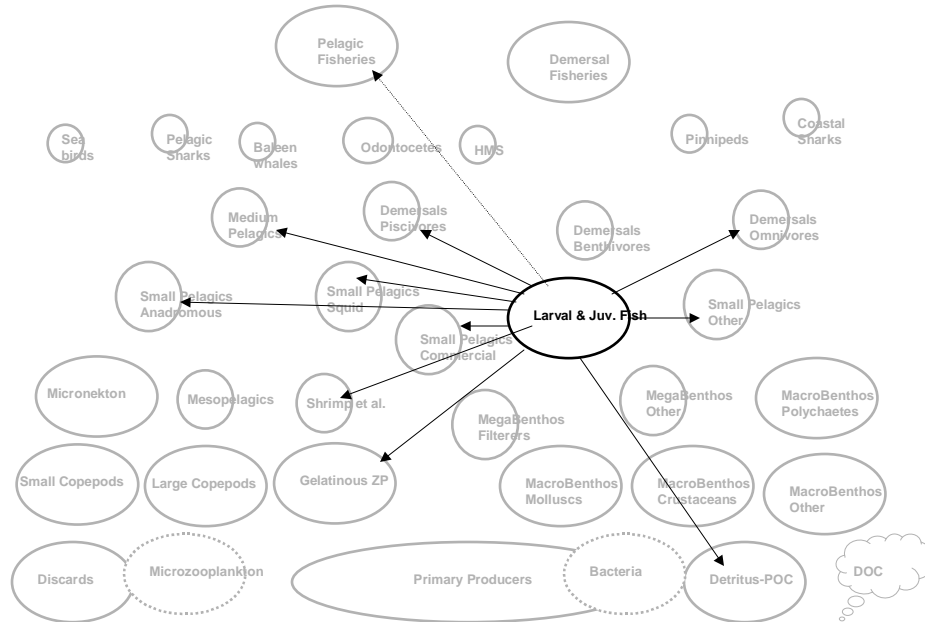 Pelagic
Fisheries
Demersal
Fisheries
Sea
birds
Pelagic
Sharks
Baleen
whales
Odontocetes
HMS
Pinnipeds
Coastal
Sharks
Medium
Pelagics
Demersals
Piscivores
Demersals
Benthivores
Demersals
Omnivores
Small Pelagics
Anadromous
Small Pelagics
Squid
Small Pelagics
Commercial
Larval & Juv. Fish
Small Pelagics
Other
Micronekton
Mesopelagics
Shrimp et al.
MegaBenthos
Filterers
MegaBenthos
Other
MacroBenthos
Polychaetes
Small Copepods
Large Copepods
Gelatinous ZP
MacroBenthos
Molluscs
MacroBenthos
Crustaceans
MacroBenthos
Other
Discards
Microzooplankton
Primary Producers
Bacteria
Detritus-POC
DOC